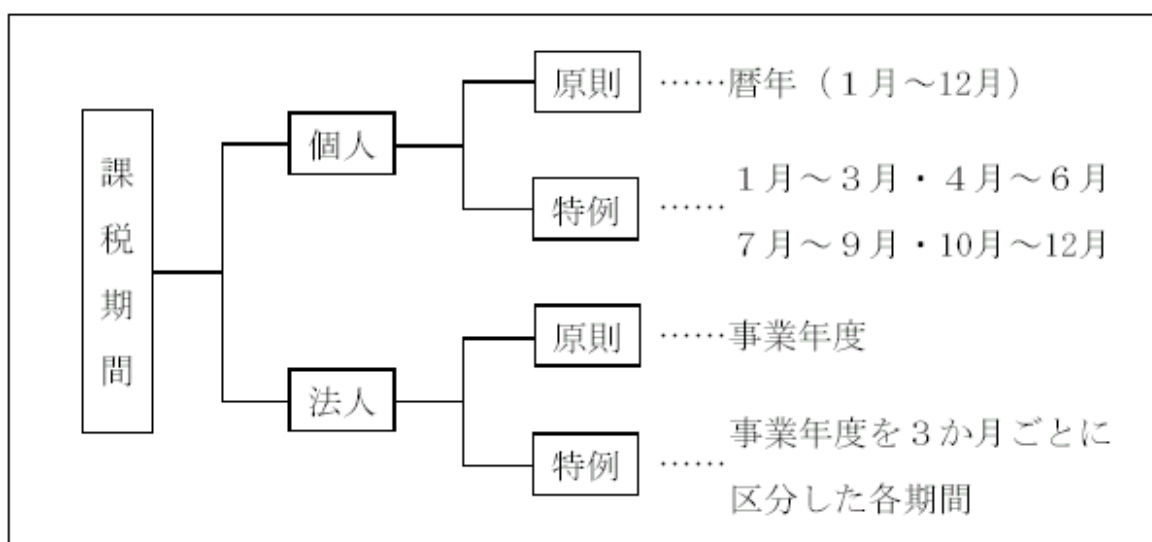 課税期間
個人
原則 ……暦年（１月～12月）
特例 ……１月～３月・４月～６月
７月～９月・10月～12月
法人
原則 ……事業年度
特例 ……事業年度を３か月ごとに
区分した各期間